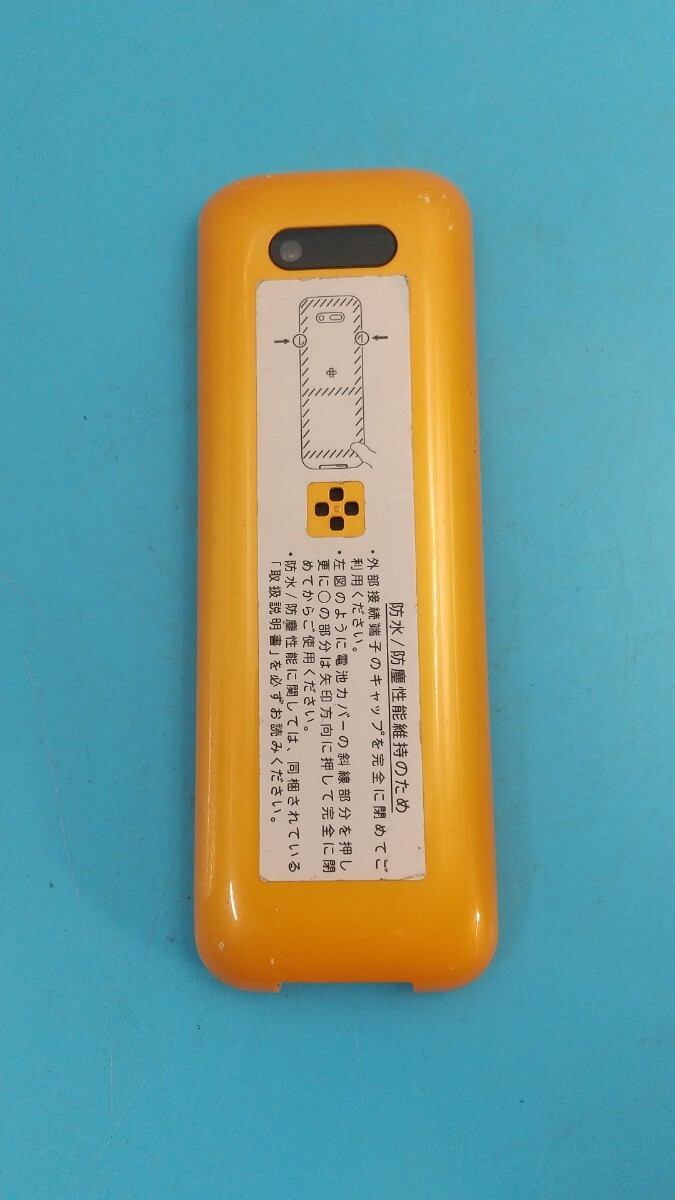 防水/防塵性能維持のため
・外部接続端子のキャップを完全に閉めてご
利用ください。
・左図のように電池カバーの斜線部分を押し
更に○の部分は矢印方向に押して完全に閉
めてからご使用ください。
・防水/防塵性能に関しては、同梱されている
「取扱説明書」を必ずお読みください。